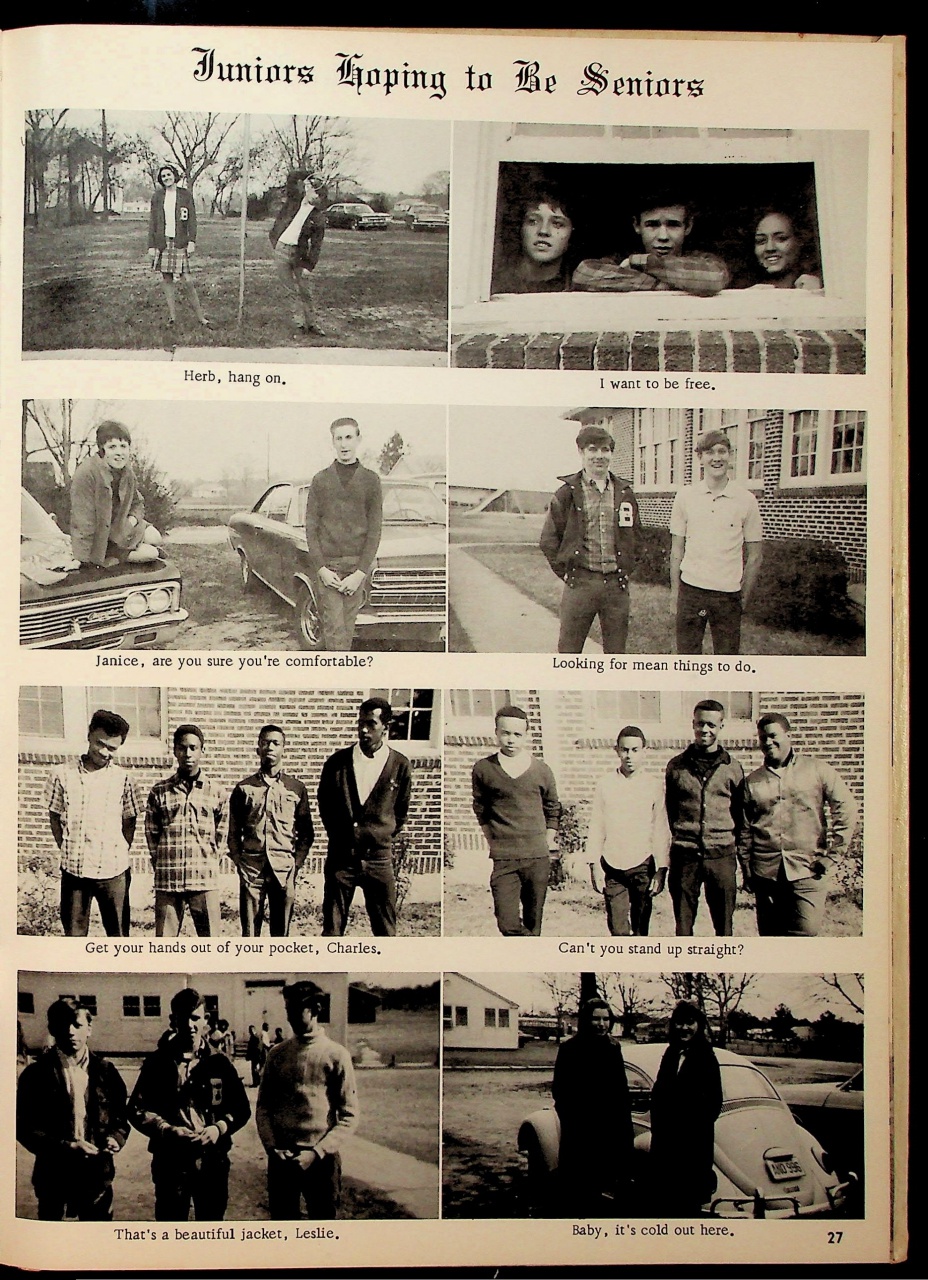 Juniors Hoping to Be Seniors
B
Herb, hang on.
I want to be free.
B
Janice, are you sure you're comfortable?
Looking for mean things to do.
Get your hands out of your pocket, Charles.
Can't you stand up straight?
B
That's a beautiful jacket, Leslie.
Baby, it's cold out here.
27